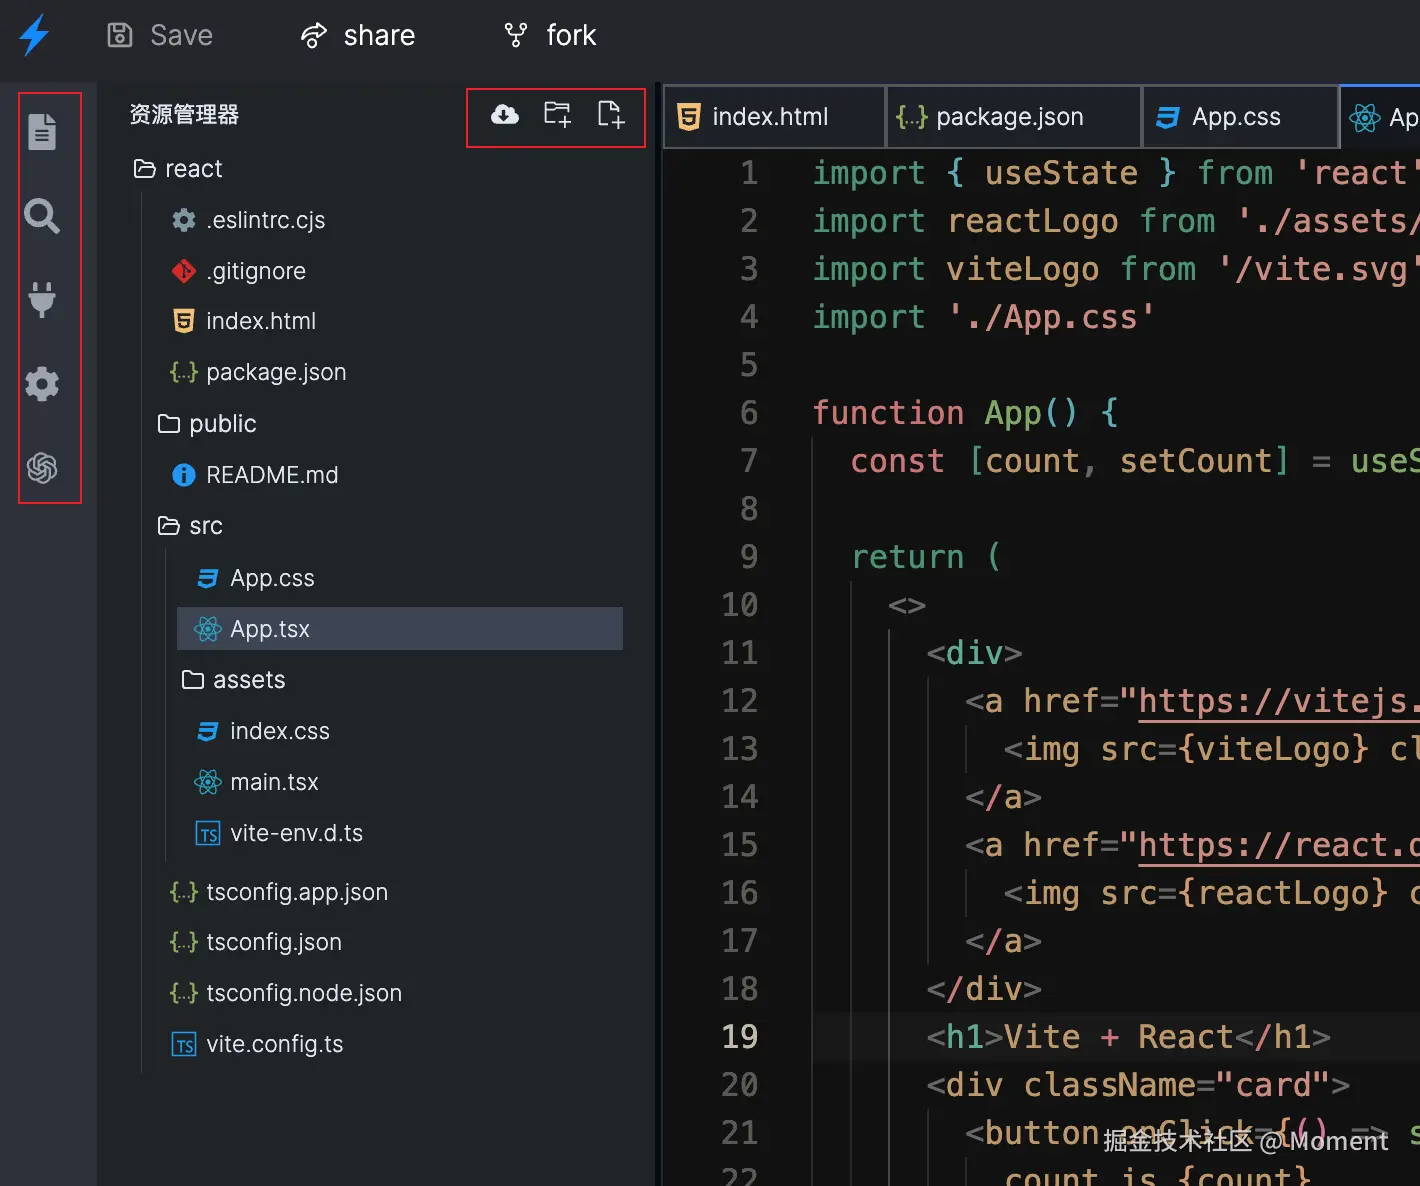 Save share fork
资源管理器
react
.eslintrc.cjs
.gitignore
index.html
package.json
public
README.md
src
App.css
App.tsx
assets
index.css
main.tsx
vite-env.d.ts
tsconfig.app.json
tsconfig.json
tsconfig.node.json
vite.config.ts
index.html package.json App.css Ap
1 import { useState } from 'react'
2 import reactLogo from './assets/
3 import viteLogo from '/vite.svg'
4 import './App.css'
5
6 function App() {
7 const [count, setCount] = useS
8
9 return (
10 <>
11 <div>
12 <a href="https://vitejs.
13 <img src={viteLogo} cl
14 </a>
15 <a href="https://react.
16 <img src={reactLogo} c
17 </a>
18 </div>
19 <h1>Vite + React</h1>
20 <div className="card">
21 <button onClick={() => s
22 count is {count}
掘金技术社区 @ Moment